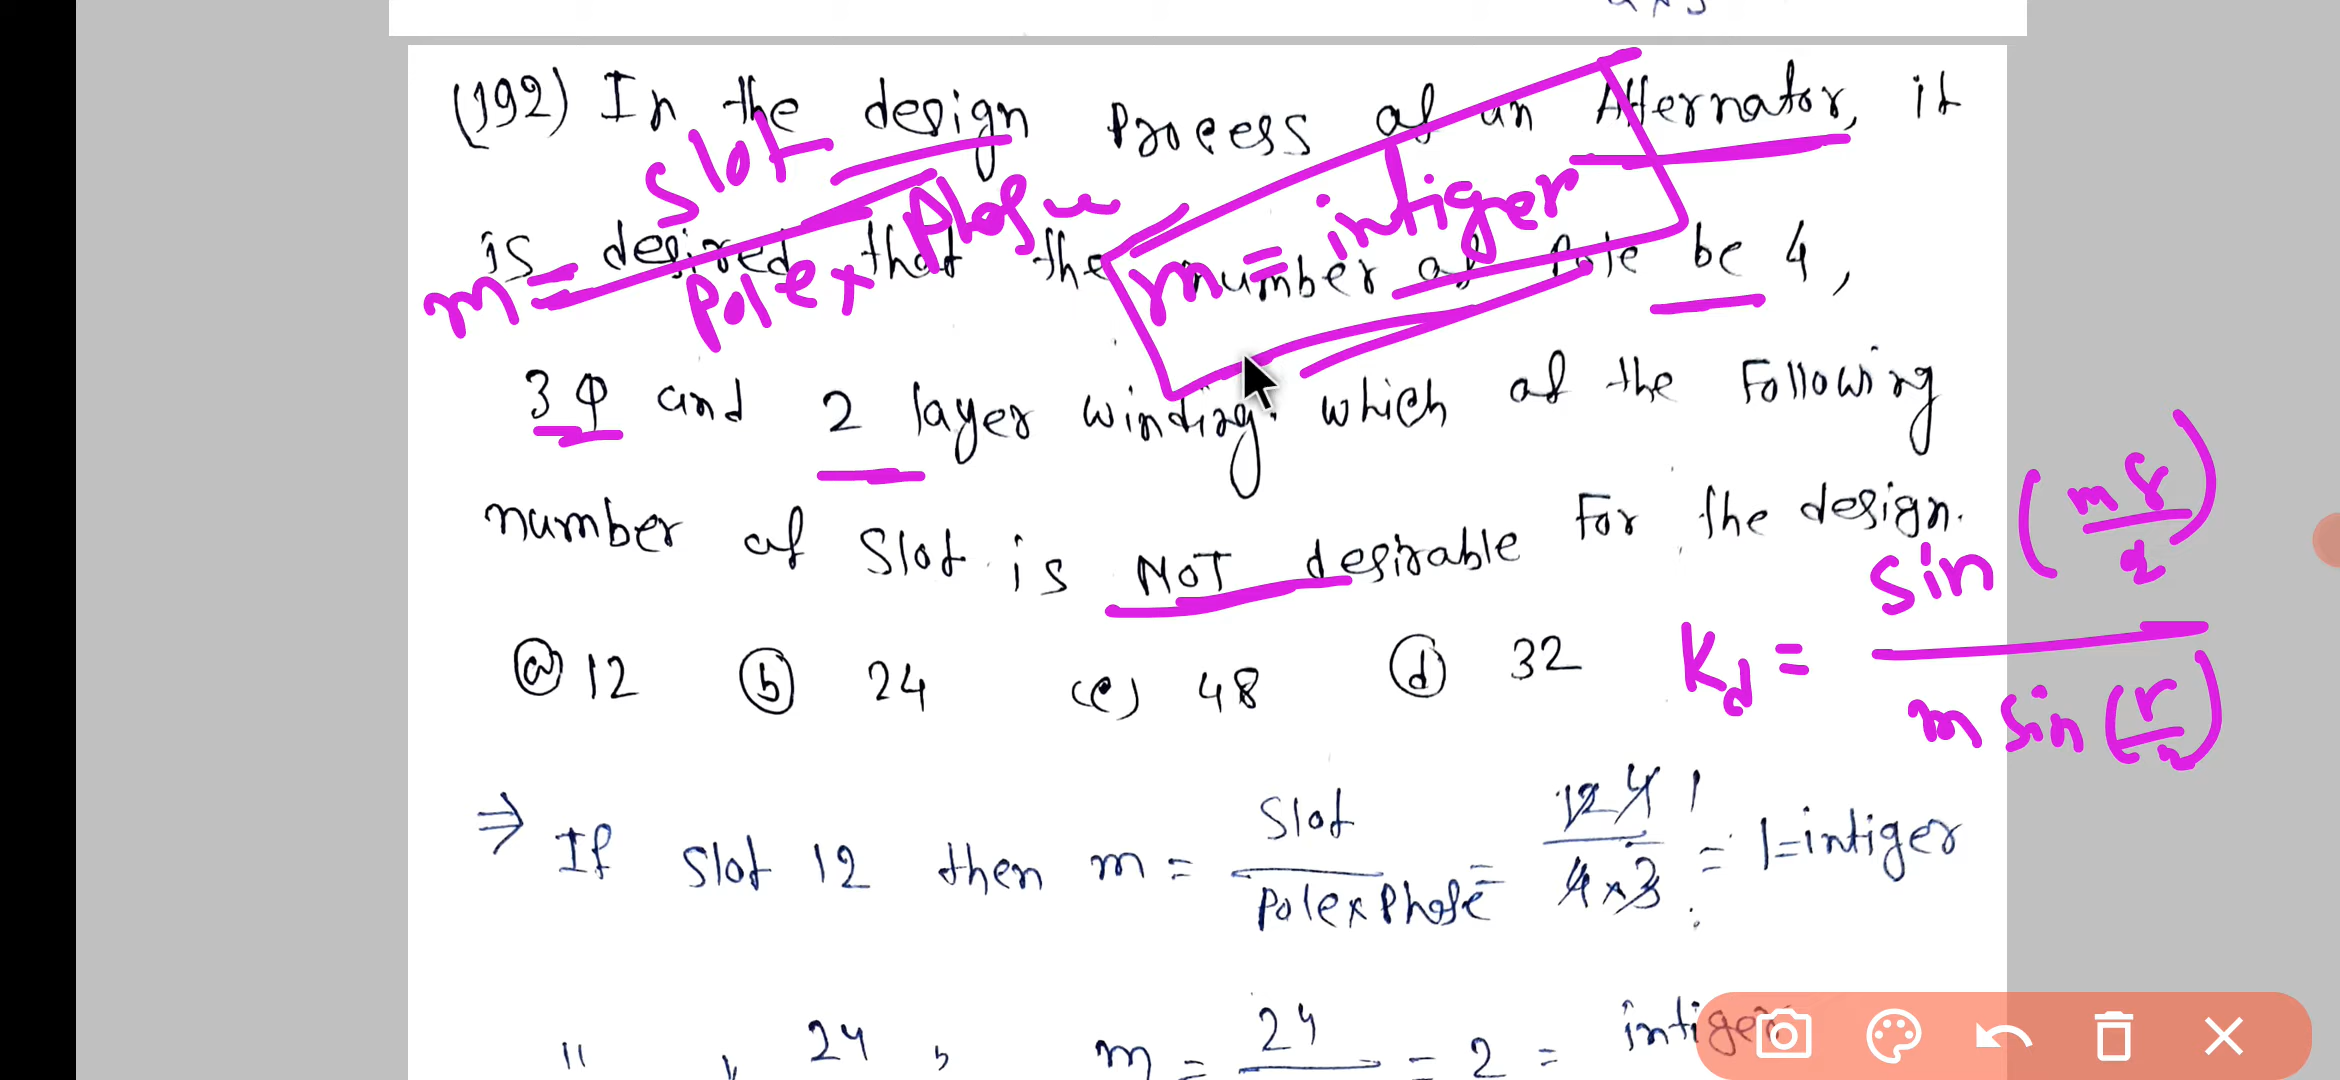 (192) In the design Process of an Alternator, it
is desired that the number of Pole be 4,
3φ and 2 layer winding. which of the Following
number of Slot is NOT desirable For the design.
(a) 12 (b) 24 (c) 48 (d) 32
⇒ If Slot 12 then m = Slot / Pole x Phase = 12 / 4 x 3 = 1 = intiger
" , 24 , m = 24 = 2 = intiger
m = Slot / Pole x Phase
m = intiger
Kd = sin (mr/2) / m sin (r/2)